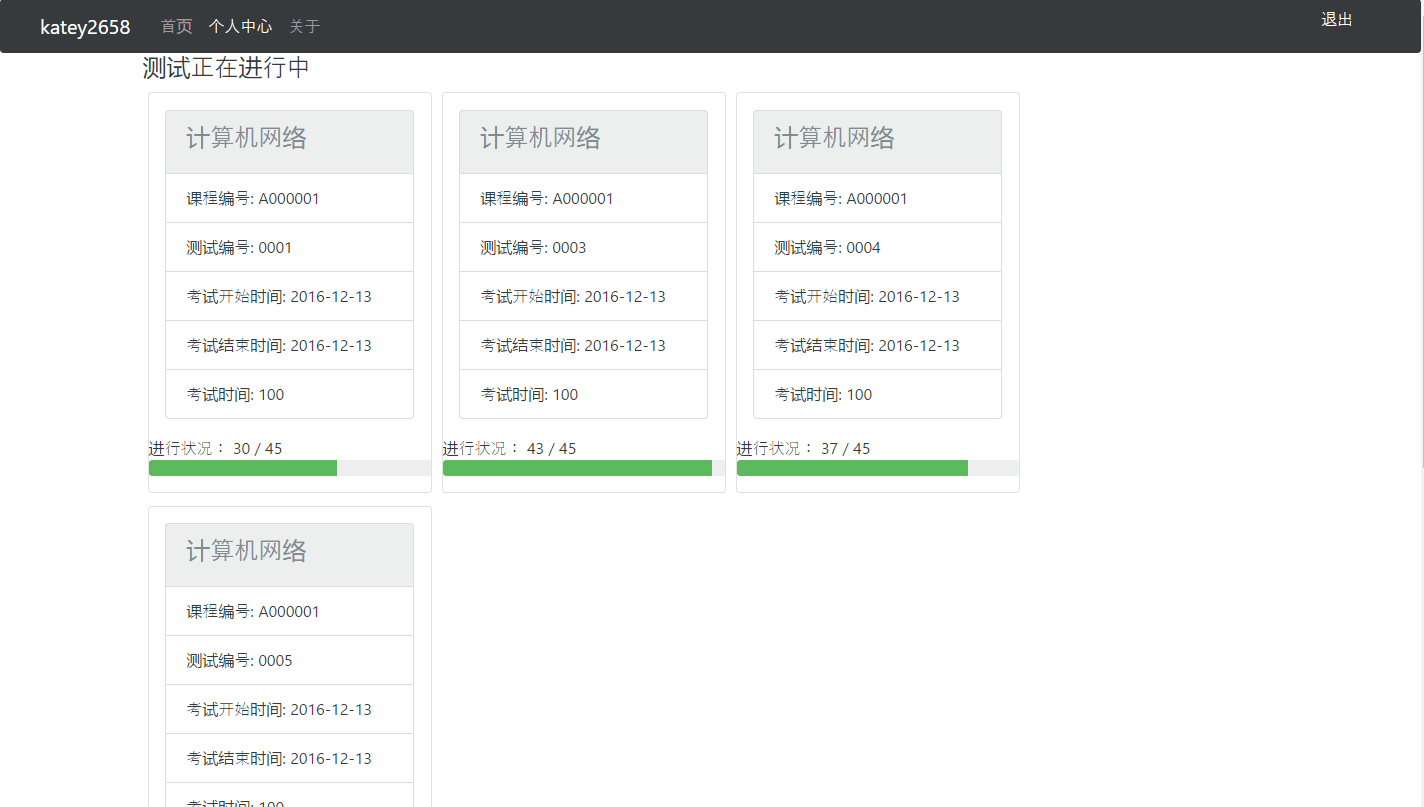 katey2658 首页 个人中心 关于 退出
测试正在进行中
计算机网络
课程编号: A000001
测试编号: 0001
考试开始时间: 2016-12-13
考试结束时间: 2016-12-13
考试时间: 100
进行状况： 30 / 45
计算机网络
课程编号: A000001
测试编号: 0003
考试开始时间: 2016-12-13
考试结束时间: 2016-12-13
考试时间: 100
进行状况： 43 / 45
计算机网络
课程编号: A000001
测试编号: 0004
考试开始时间: 2016-12-13
考试结束时间: 2016-12-13
考试时间: 100
进行状况： 37 / 45
计算机网络
课程编号: A000001
测试编号: 0005
考试开始时间: 2016-12-13
考试结束时间: 2016-12-13
考试时间: 100